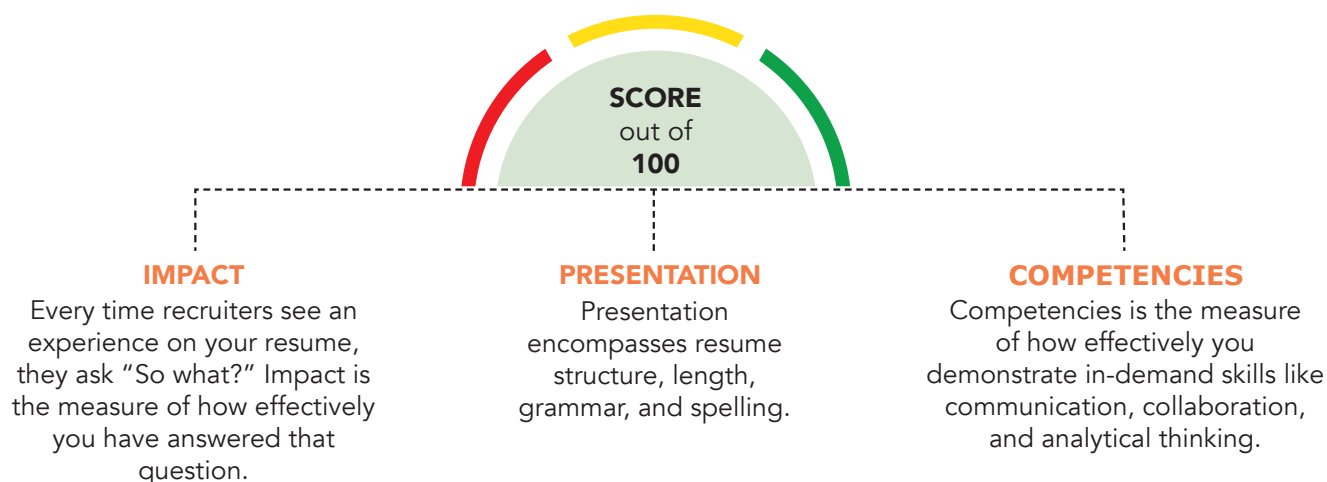 SCORE
out of
100
IMPACT
Every time recruiters see an
experience on your resume,
they ask “So what?” Impact is
the measure of how effectively
you have answered that
question.
PRESENTATION
Presentation
encompasses resume
structure, length,
grammar, and spelling.
COMPETENCIES
Competencies is the measure
of how effectively you
demonstrate in-demand skills like
communication, collaboration,
and analytical thinking.